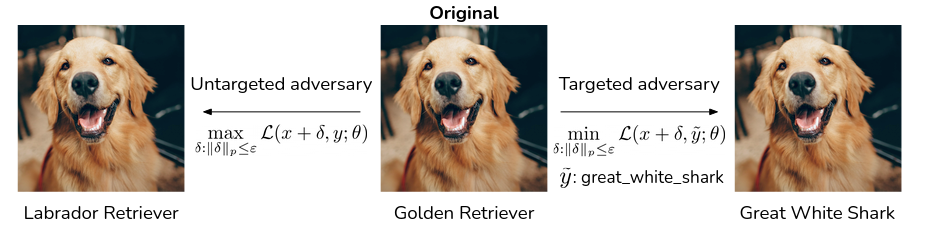 Original
Untargeted adversary
max L(x + δ, y; θ)
δ:‖δ‖p≤ε
Targeted adversary
min L(x + δ, ỹ; θ)
δ:‖δ‖p≤ε
ỹ: great_white_shark
Labrador Retriever
Golden Retriever
Great White Shark